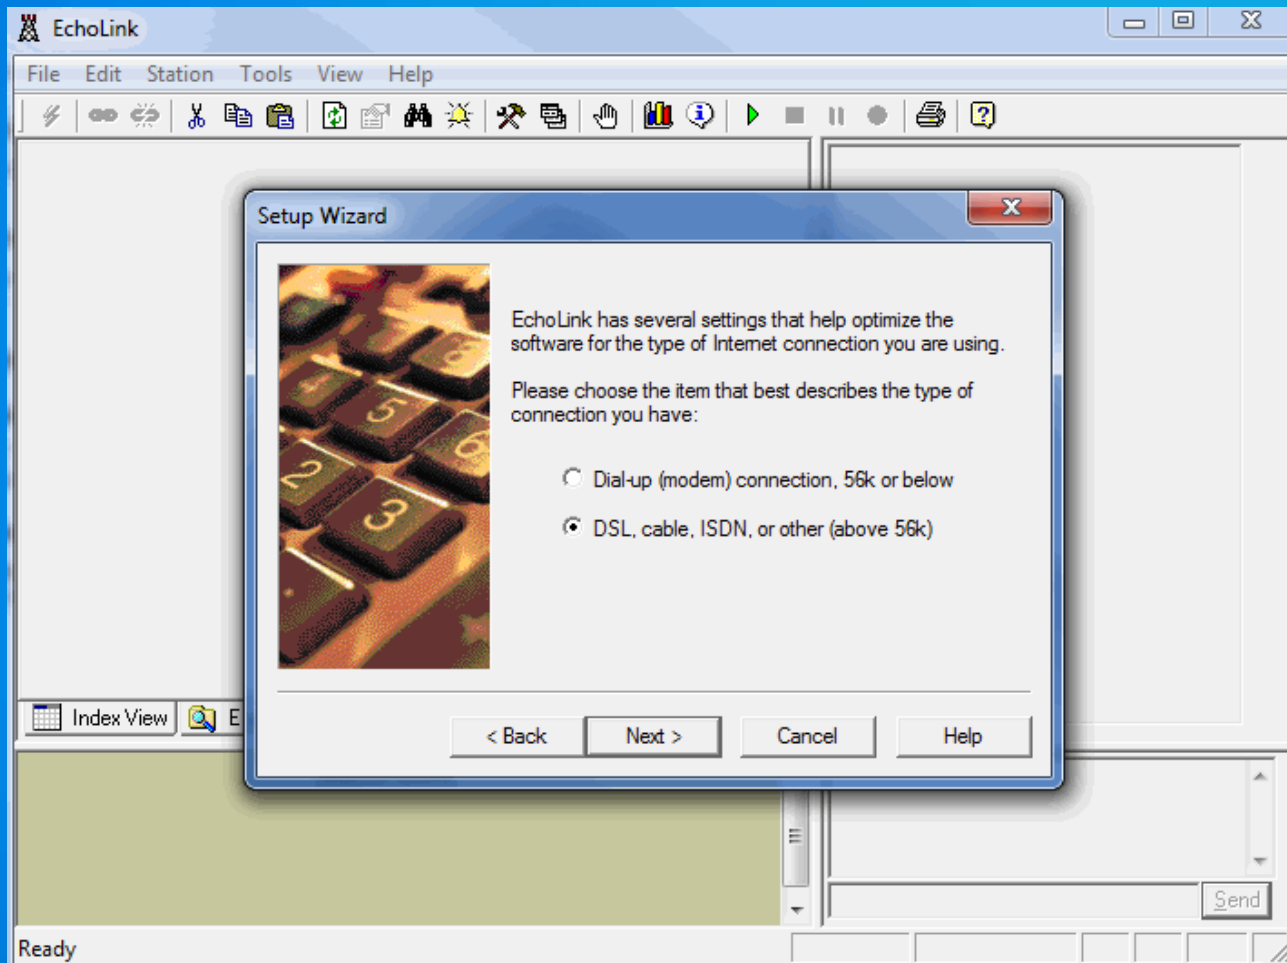 EchoLink
File Edit Station Tools View Help
Setup Wizard
EchoLink has several settings that help optimize the
software for the type of Internet connection you are using.
Please choose the item that best describes the type of
connection you have:
Dial-up (modem) connection, 56k or below
DSL, cable, ISDN, or other (above 56k)
Index View E
< Back Next > Cancel Help
Send
Ready